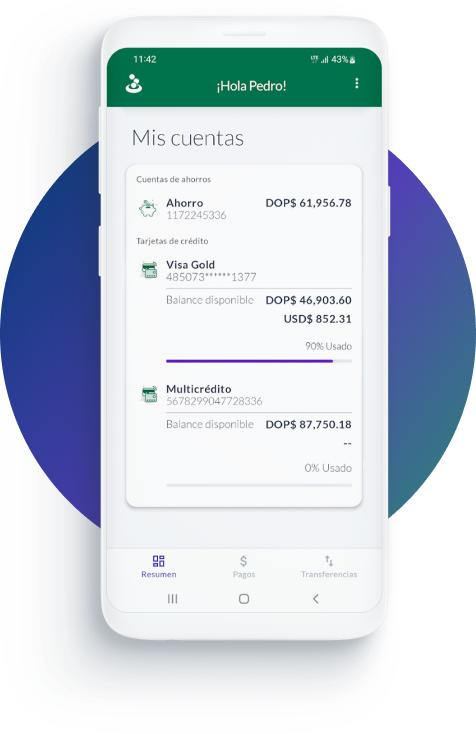 11:42
LTE 43%
¡Hola Pedro!
Mis cuentas
Cuentas de ahorros
Ahorro DOP$ 61,956.78
1172245336
Tarjetas de crédito
Visa Gold
485073******1377
Balance disponible DOP$ 46,903.60
USD$ 852.31
90% Usado
Multicrédito
5678299047728336
Balance disponible DOP$ 87,750.18
--
0% Usado
Resumen Pagos Transferencias